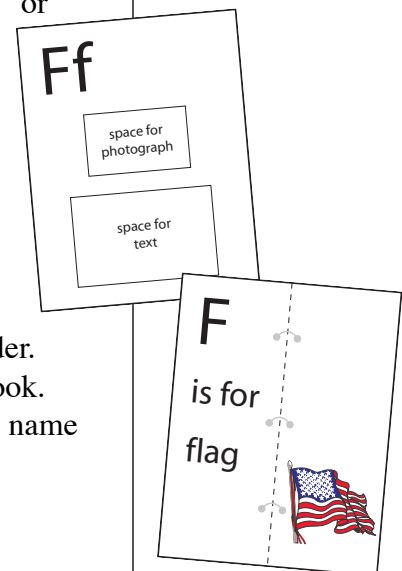 or
Ff
space for
photograph
space for
text
der.
ook.
name
F
is for
flag